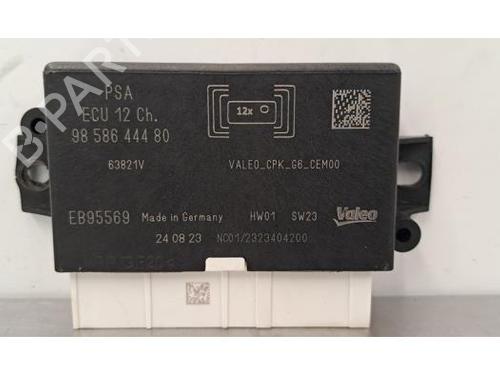 PSA
ECU 12 Ch.
12x
98 586 444 80
63821V
VALEO_CPK_G6_CEM00
EB95569
Made in Germany
HW01
SW23
Valeo
24 08 23
NC01/2323404200
B-PARTS